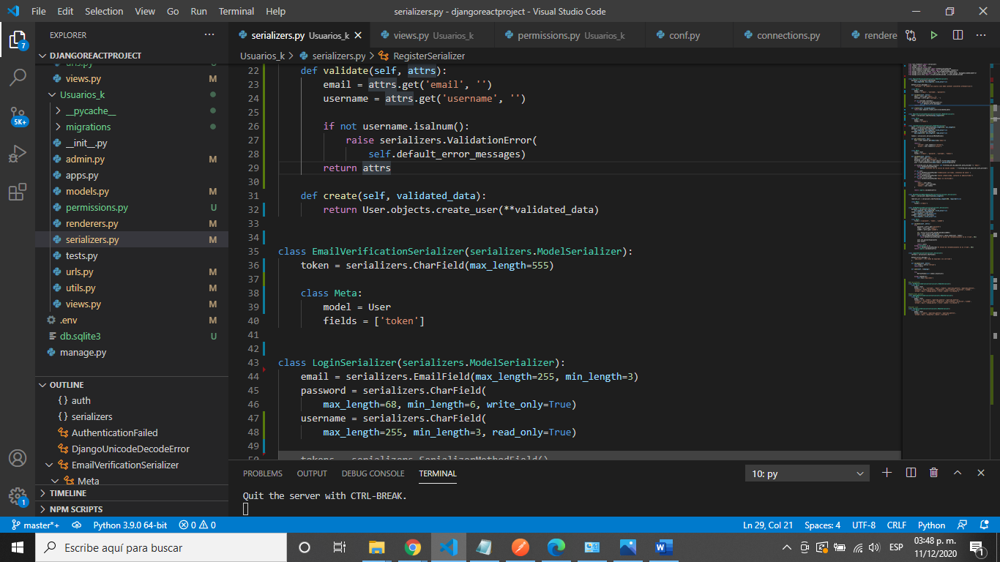 File Edit Selection View Go Run Terminal Help
serializers.py - djangoreactproject - Visual Studio Code
EXPLORER
DJANGOREACTPROJECT
urls.py
views.py M
Usuarios_k
__pycache__
migrations
__init__.py
admin.py M
apps.py
models.py M
permissions.py U
renderers.py M
serializers.py M
tests.py
urls.py M
utils.py M
views.py M
.env M
db.sqlite3 U
manage.py
OUTLINE
{} auth
{} serializers
AuthenticationFailed
DjangoUnicodeDecodeError
EmailVerificationSerializer
Meta
TIMELINE
NPM SCRIPTS
7
5K+
1
serializers.py Usuarios_k
views.py Usuarios_k
permissions.py Usuarios_k
conf.py
connections.py
rendere
Usuarios_k > serializers.py > RegisterSerializer
22 def validate(self, attrs):
23 email = attrs.get('email', '')
24 username = attrs.get('username', '')
25
26 if not username.isalnum():
27 raise serializers.ValidationError(
28 self.default_error_messages)
29 return attrs
30
31 def create(self, validated_data):
32 return User.objects.create_user(**validated_data)
33
34
35 class EmailVerificationSerializer(serializers.ModelSerializer):
36 token = serializers.CharField(max_length=555)
37
38 class Meta:
39 model = User
40 fields = ['token']
41
42
43 class LoginSerializer(serializers.ModelSerializer):
44 email = serializers.EmailField(max_length=255, min_length=3)
45 password = serializers.CharField(
46 max_length=68, min_length=6, write_only=True)
47 username = serializers.CharField(
48 max_length=255, min_length=3, read_only=True)
49
50 tokens = serializers.SerializerMethodField()
PROBLEMS OUTPUT DEBUG CONSOLE TERMINAL
10: py
Quit the server with CTRL-BREAK.
master*+ Python 3.9.0 64-bit 0 0
Ln 29, Col 21 Spaces: 4 UTF-8 CRLF Python
Escribe aquí para buscar
ESP
03:48 p. m.
11/12/2020
1